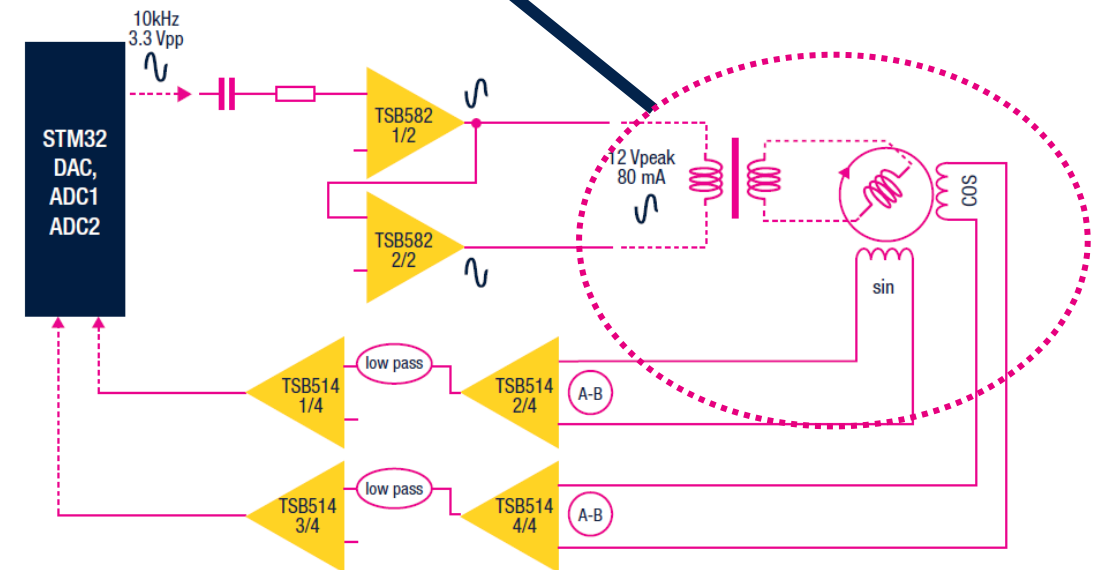 10kHz
3.3 Vpp
STM32
DAC,
ADC1
ADC2
TSB582
1/2
12 Vpeak
80 mA
TSB582
2/2
COS
sin
TSB514
1/4
low pass
TSB514
2/4
A-B
TSB514
3/4
low pass
TSB514
4/4
A-B